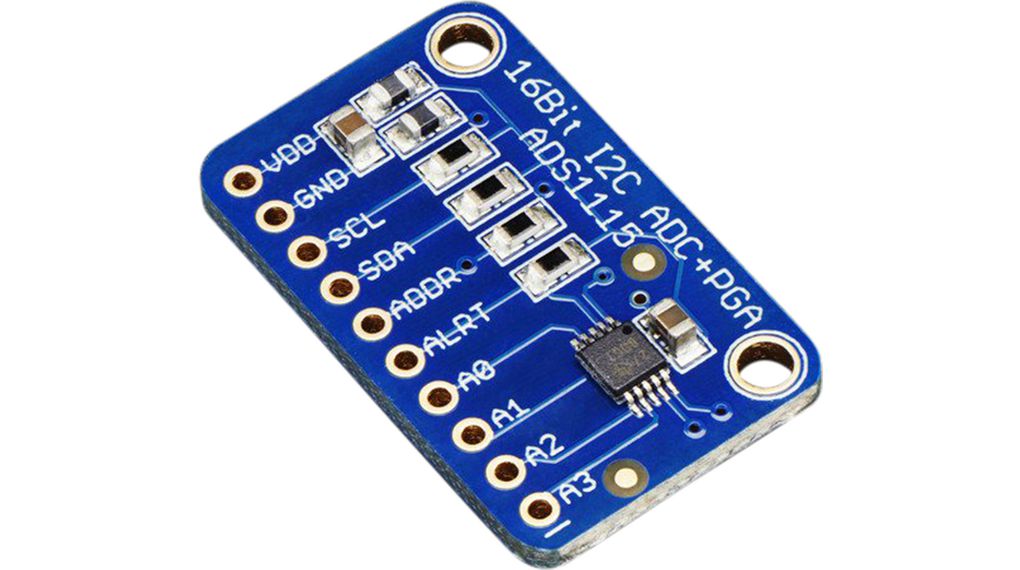 16Bit I2C ADC+PGA
ADS1115
VDD
GND
SCL
SDA
ADDR
ALRT
A0
A1
A2
A3